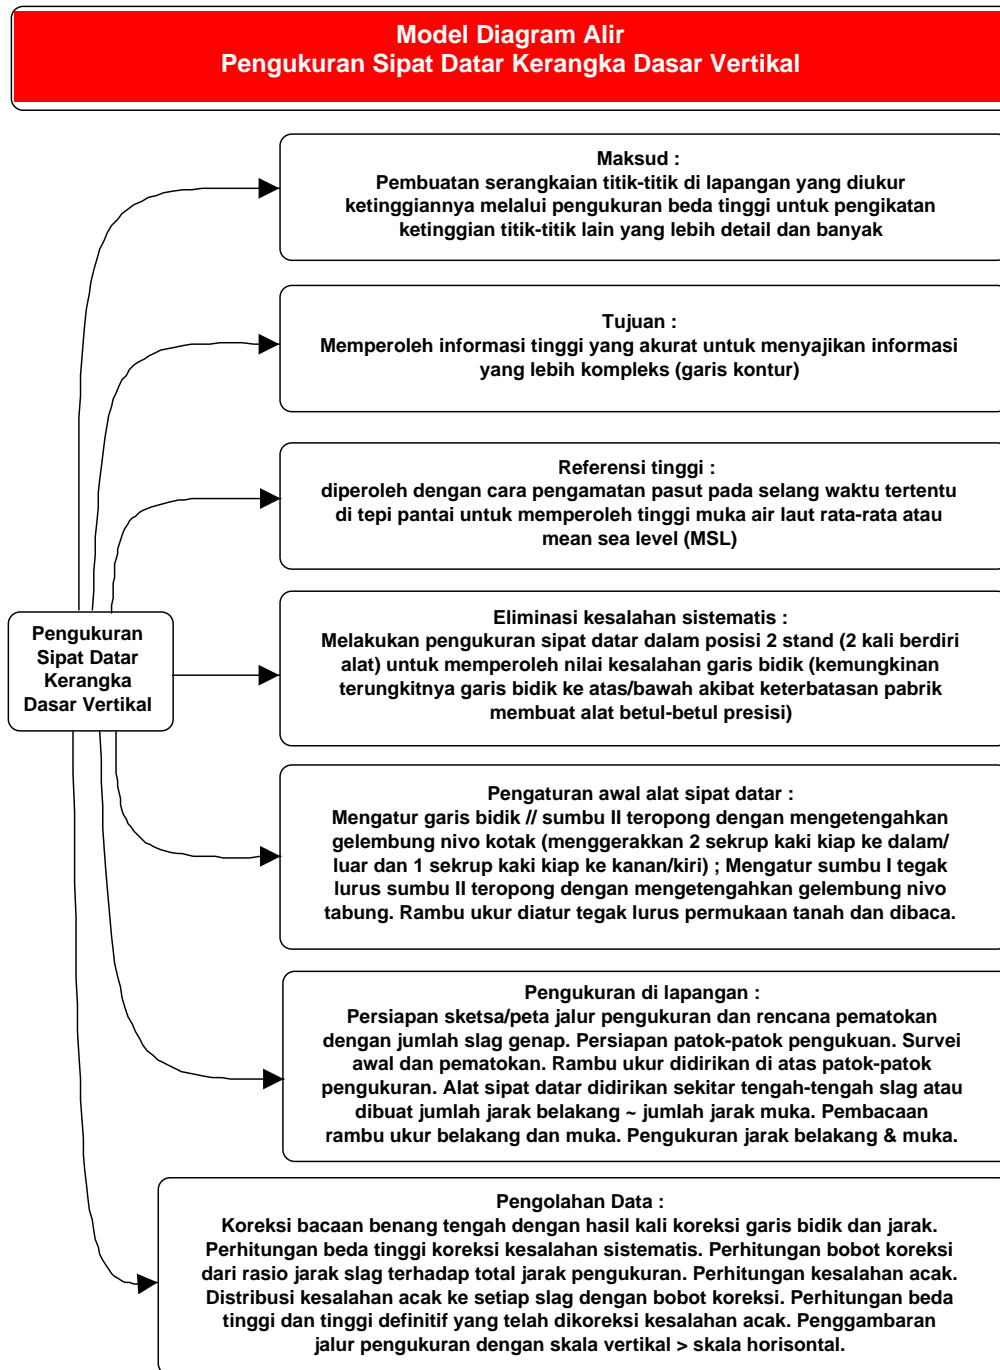 Model Diagram Alir
Pengukuran Sipat Datar Kerangka Dasar Vertikal
Maksud :
Pembuatan serangkaian titik-titik di lapangan yang diukur
ketinggiannya melalui pengukuran beda tinggi untuk pengikatan
ketinggian titik-titik lain yang lebih detail dan banyak
Tujuan :
Memperoleh informasi tinggi yang akurat untuk menyajikan informasi
yang lebih kompleks (garis kontur)
Referensi tinggi :
diperoleh dengan cara pengamatan pasut pada selang waktu tertentu
di tepi pantai untuk memperoleh tinggi muka air laut rata-rata atau
mean sea level (MSL)
Pengukuran
Sipat Datar
Kerangka
Dasar Vertikal
Eliminasi kesalahan sistematis :
Melakukan pengukuran sipat datar dalam posisi 2 stand (2 kali berdiri
alat) untuk memperoleh nilai kesalahan garis bidik (kemungkinan
terungkitnya garis bidik ke atas/bawah akibat keterbatasan pabrik
membuat alat betul-betul presisi)
Pengaturan awal alat sipat datar :
Mengatur garis bidik // sumbu II teropong dengan mengetengahkan
gelembung nivo kotak (menggerakkan 2 sekrup kaki kiap ke dalam/
luar dan 1 sekrup kaki kiap ke kanan/kiri) ; Mengatur sumbu I tegak
lurus sumbu II teropong dengan mengetengahkan gelembung nivo
tabung. Rambu ukur diatur tegak lurus permukaan tanah dan dibaca.
Pengukuran di lapangan :
Persiapan sketsa/peta jalur pengukuran dan rencana pematokan
dengan jumlah slag genap. Persiapan patok-patok pengukuan. Survei
awal dan pematokan. Rambu ukur didirikan di atas patok-patok
pengukuran. Alat sipat datar didirikan sekitar tengah-tengah slag atau
dibuat jumlah jarak belakang ~ jumlah jarak muka. Pembacaan
rambu ukur belakang dan muka. Pengukuran jarak belakang & muka.
Pengolahan Data :
Koreksi bacaan benang tengah dengan hasil kali koreksi garis bidik dan jarak.
Perhitungan beda tinggi koreksi kesalahan sistematis. Perhitungan bobot koreksi
dari rasio jarak slag terhadap total jarak pengukuran. Perhitungan kesalahan acak.
Distribusi kesalahan acak ke setiap slag dengan bobot koreksi. Perhitungan beda
tinggi dan tinggi definitif yang telah dikoreksi kesalahan acak. Penggambaran
jalur pengukuran dengan skala vertikal > skala horisontal.